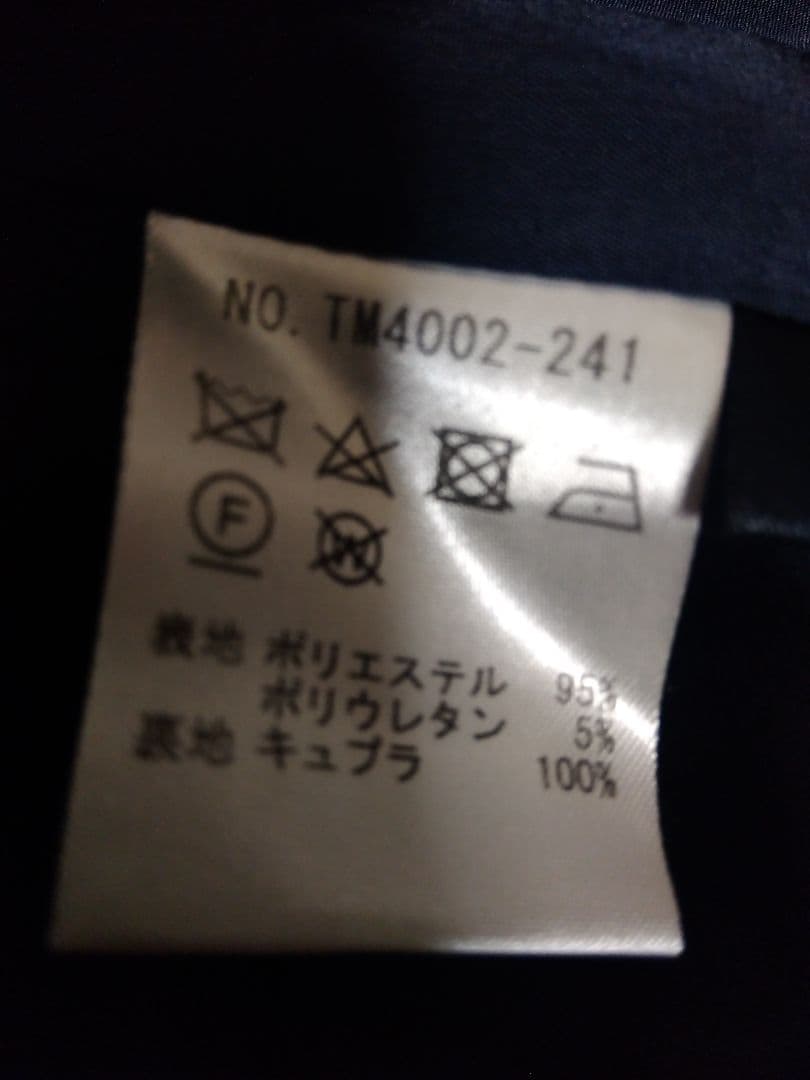 NO. TM4002-241
F
W
表地 ポリエステル 95%
ポリウレタン 5%
裏地 キュプラ 100%